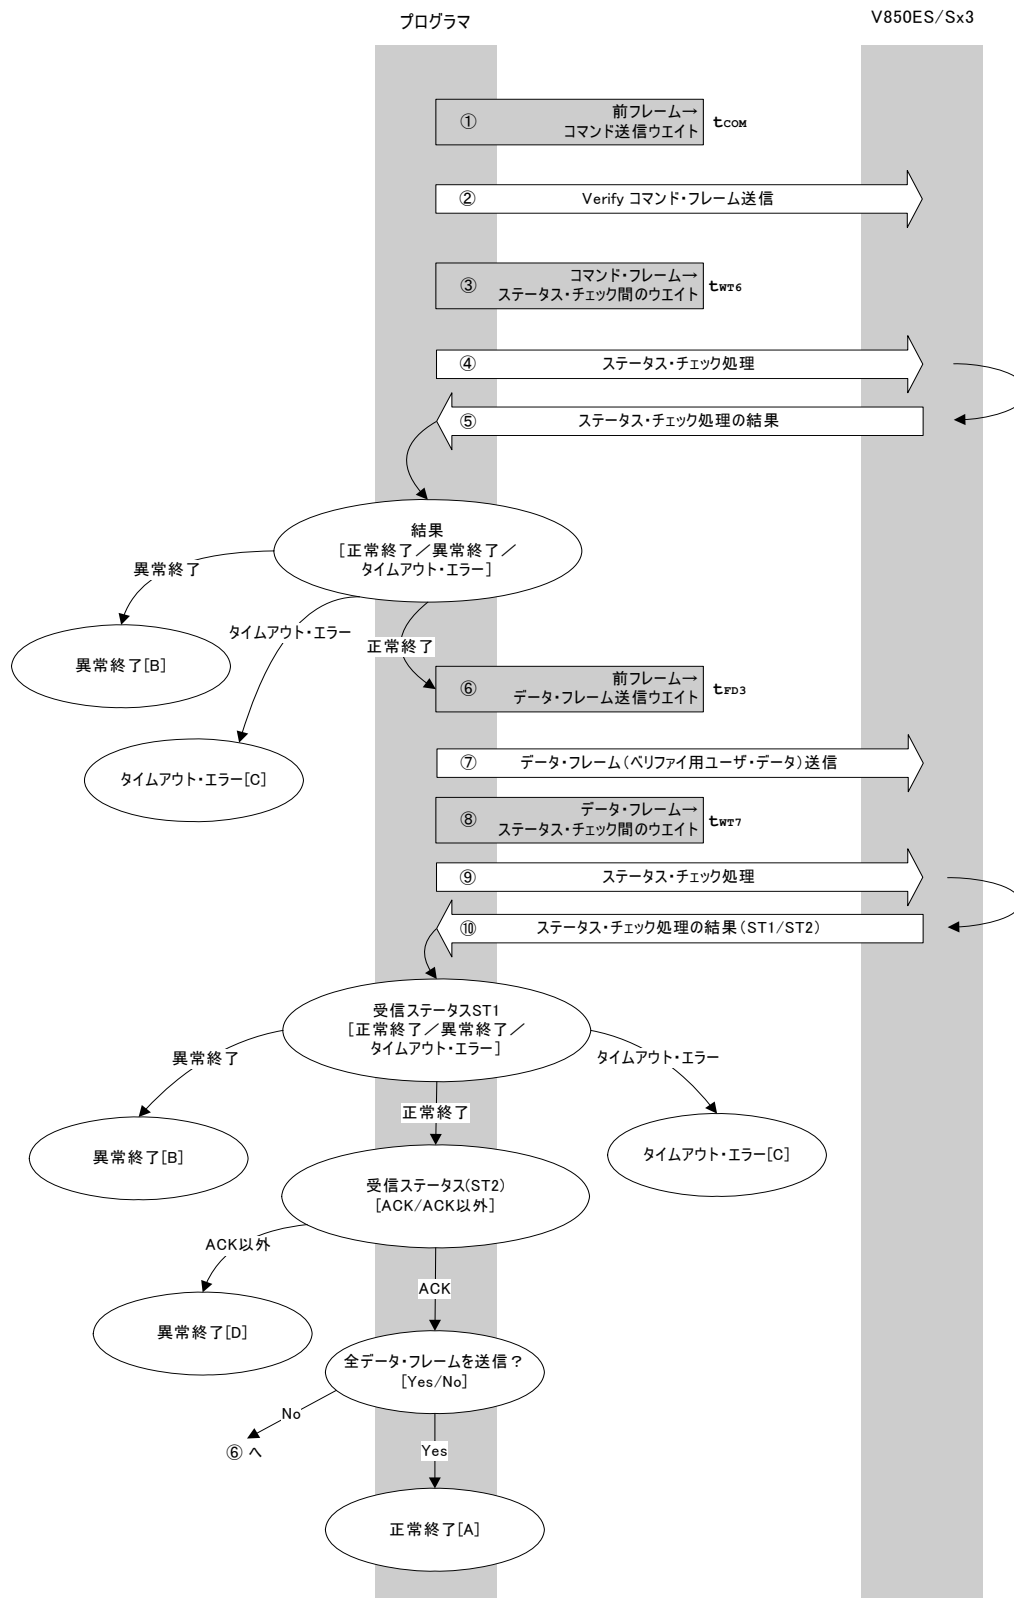 プログラマ
V850ES/Sx3
① 前フレーム→
コマンド送信ウエイト
tCOM
② Verify コマンド・フレーム送信
③ コマンド・フレーム→
ステータス・チェック間のウエイト
tWT6
④ ステータス・チェック処理
⑤ ステータス・チェック処理の結果
結果
[正常終了／異常終了／
タイムアウト・エラー]
異常終了
タイムアウト・エラー
正常終了
異常終了[B]
タイムアウト・エラー[C]
⑥ 前フレーム→
データ・フレーム送信ウエイト
tFD3
⑦ データ・フレーム(ベリファイ用ユーザ・データ)送信
⑧ データ・フレーム→
ステータス・チェック間のウエイト
tWT7
⑨ ステータス・チェック処理
⑩ ステータス・チェック処理の結果(ST1/ST2)
受信ステータスST1
[正常終了／異常終了／
タイムアウト・エラー]
異常終了
タイムアウト・エラー
正常終了
異常終了[B]
タイムアウト・エラー[C]
受信ステータス(ST2)
[ACK/ACK以外]
ACK以外
ACK
異常終了[D]
全データ・フレームを送信？
[Yes/No]
No
⑥ へ
Yes
正常終了[A]